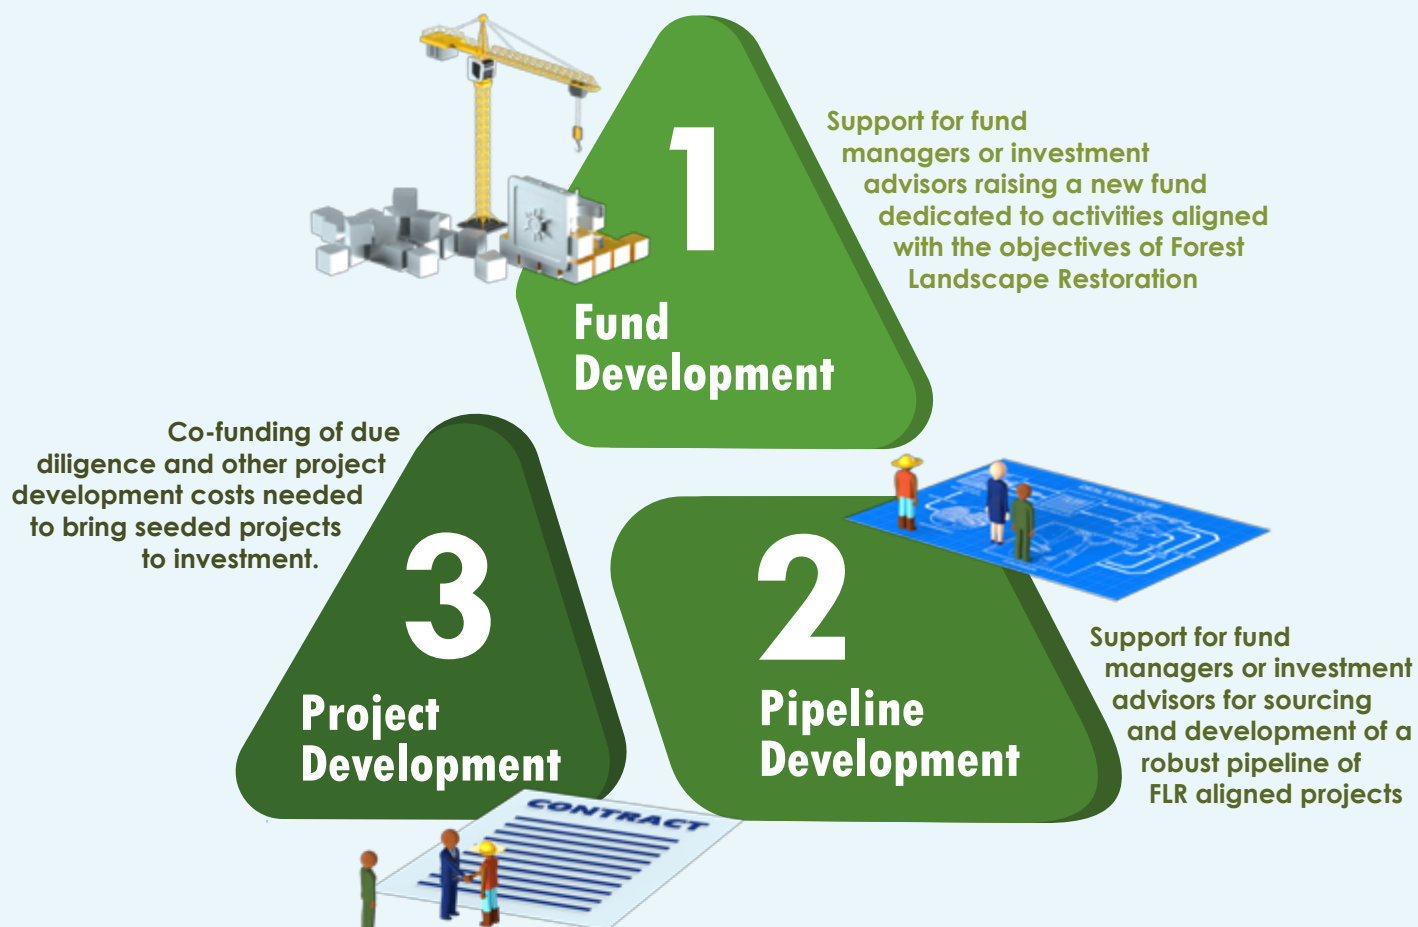 1
Fund
Development
Support for fund
managers or investment
advisors raising a new fund
dedicated to activities aligned
with the objectives of Forest
Landscape Restoration
2
Pipeline
Development
Support for fund
managers or investment
advisors for sourcing
and development of a
robust pipeline of
FLR aligned projects
3
Project
Development
Co-funding of due
diligence and other project
development costs needed
to bring seeded projects
to investment.
CONTRACT